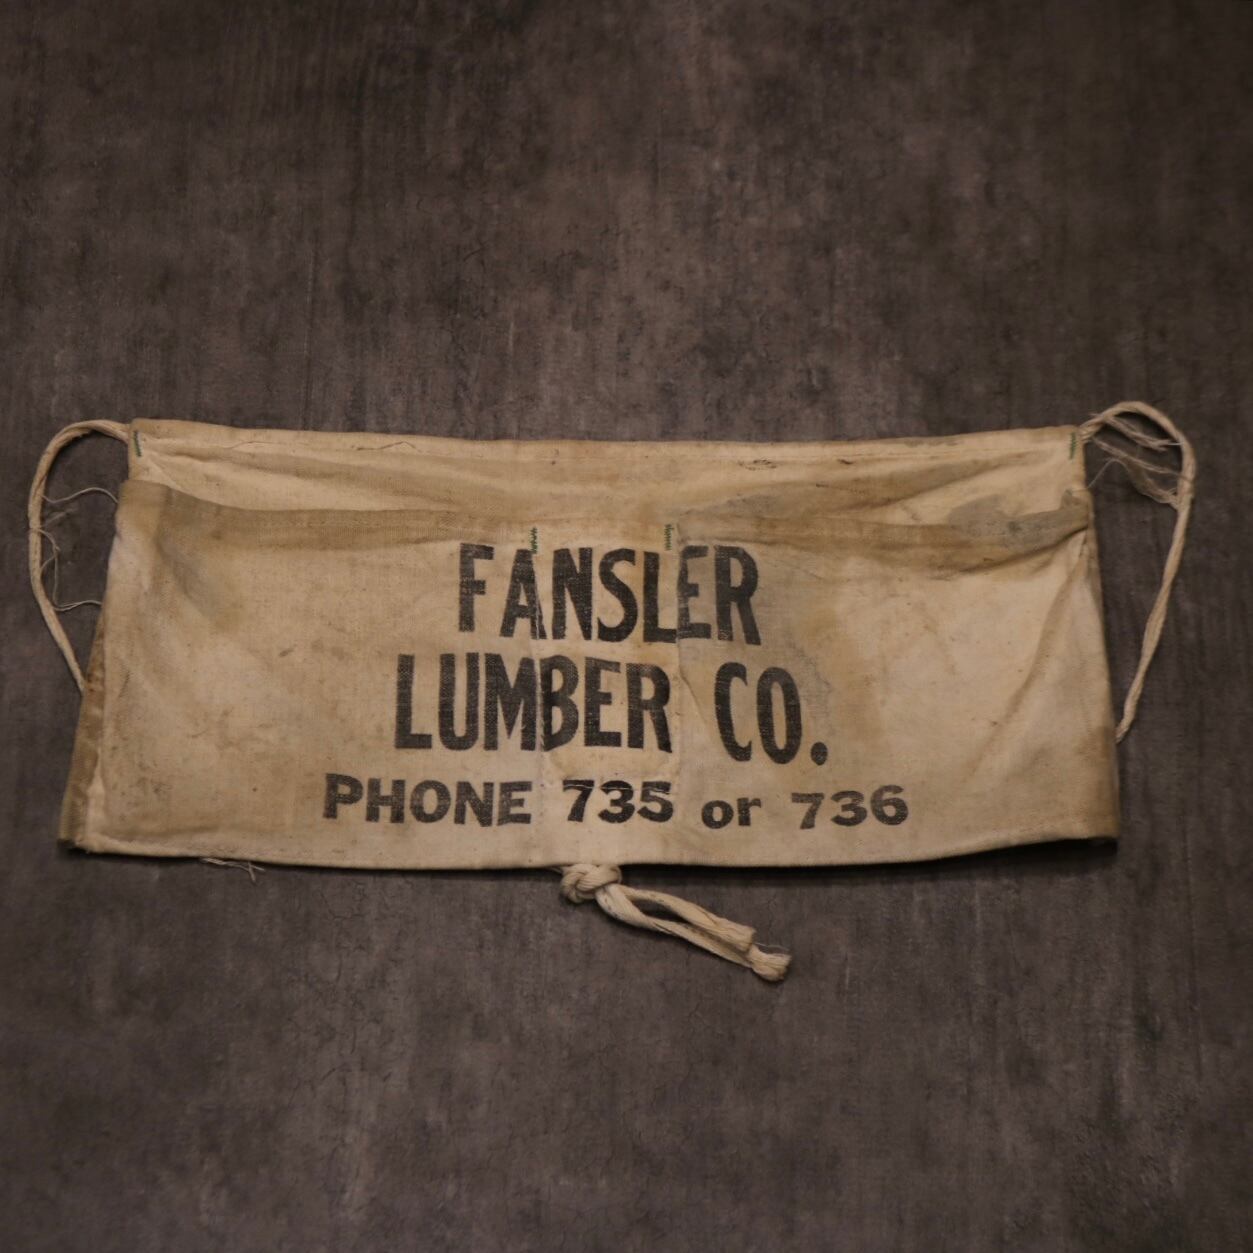 FANSLER
LUMBER CO.
PHONE 735 or 736